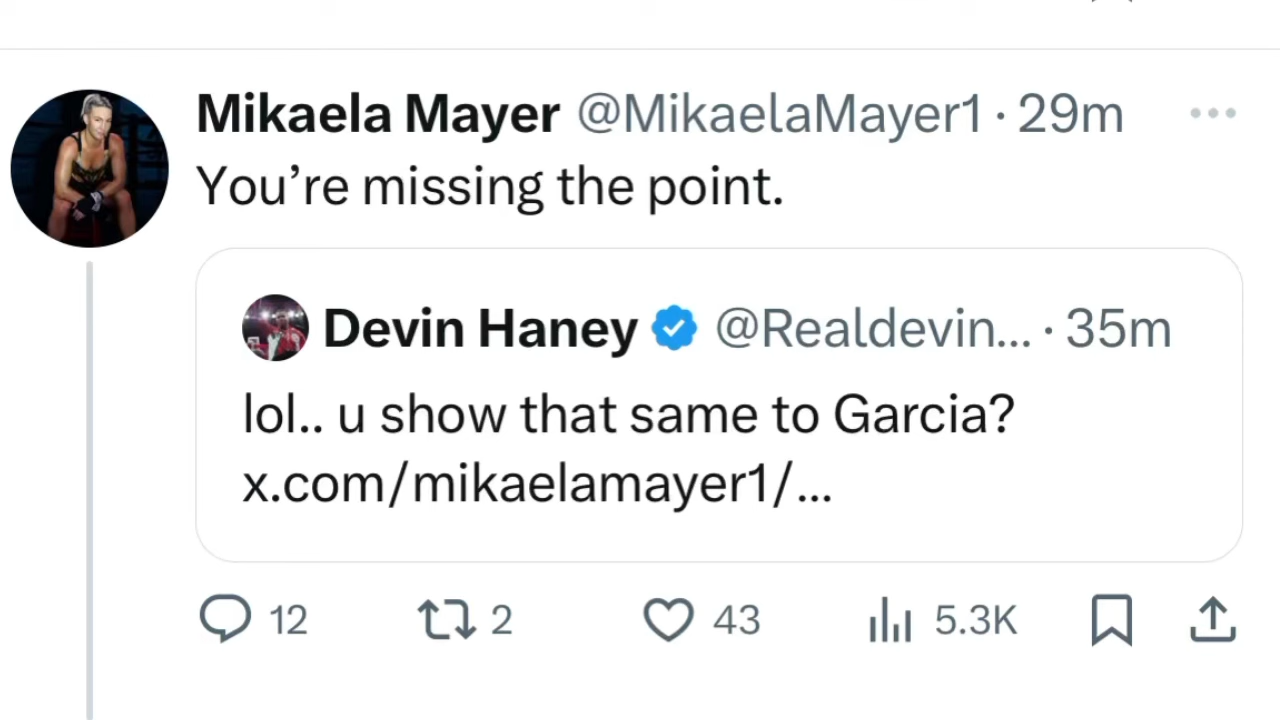 Mikaela Mayer @MikaelaMayer1 · 29m
You’re missing the point.
Devin Haney @Realdevin... · 35m
lol.. u show that same to Garcia?
x.com/mikaelamayer1/...
12 2 43 5.3K